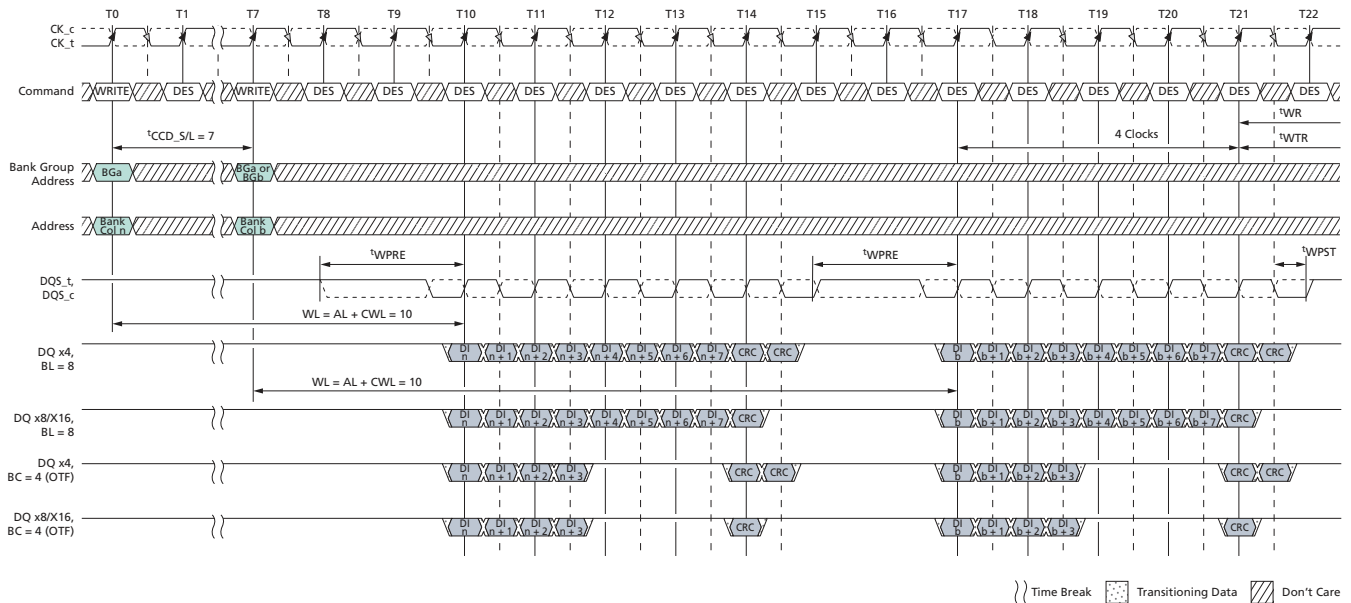 T0 T1 T7 T8 T9 T10 T11 T12 T13 T14 T15 T16 T17 T18 T19 T20 T21 T22
CK_c
CK_t
Command WRITE DES WRITE DES DES DES DES DES DES DES DES DES DES DES DES DES DES DES
tWR
tCCD_S/L = 7
4 Clocks
tWTR
Bank Group
Address
BGa
BGa or
BGb
Address
Bank
Col n
Bank
Col b
tWPRE tWPRE tWPST
DQS_t,
DQS_c
WL = AL + CWL = 10
DQ x4,
BL = 8
DI n DI n + 1 DI n + 2 DI n + 3 DI n + 4 DI n + 5 DI n + 6 DI n + 7 CRC CRC DI b DI b + 1 DI b + 2 DI b + 3 DI b + 4 DI b + 5 DI b + 6 DI b + 7 CRC CRC
WL = AL + CWL = 10
DQ x8/X16,
BL = 8
DI n DI n + 1 DI n + 2 DI n + 3 DI n + 4 DI n + 5 DI n + 6 DI n + 7 CRC DI b DI b + 1 DI b + 2 DI b + 3 DI b + 4 DI b + 5 DI b + 6 DI b + 7 CRC
DQ x4,
BC = 4 (OTF)
DI n DI n + 1 DI n + 2 DI n + 3 CRC CRC DI b DI b + 1 DI b + 2 DI b + 3 CRC CRC
DQ x8/X16,
BC = 4 (OTF)
DI n DI n + 1 DI n + 2 DI n + 3 CRC DI b DI b + 1 DI b + 2 DI b + 3 CRC
Time Break Transitioning Data Don't Care